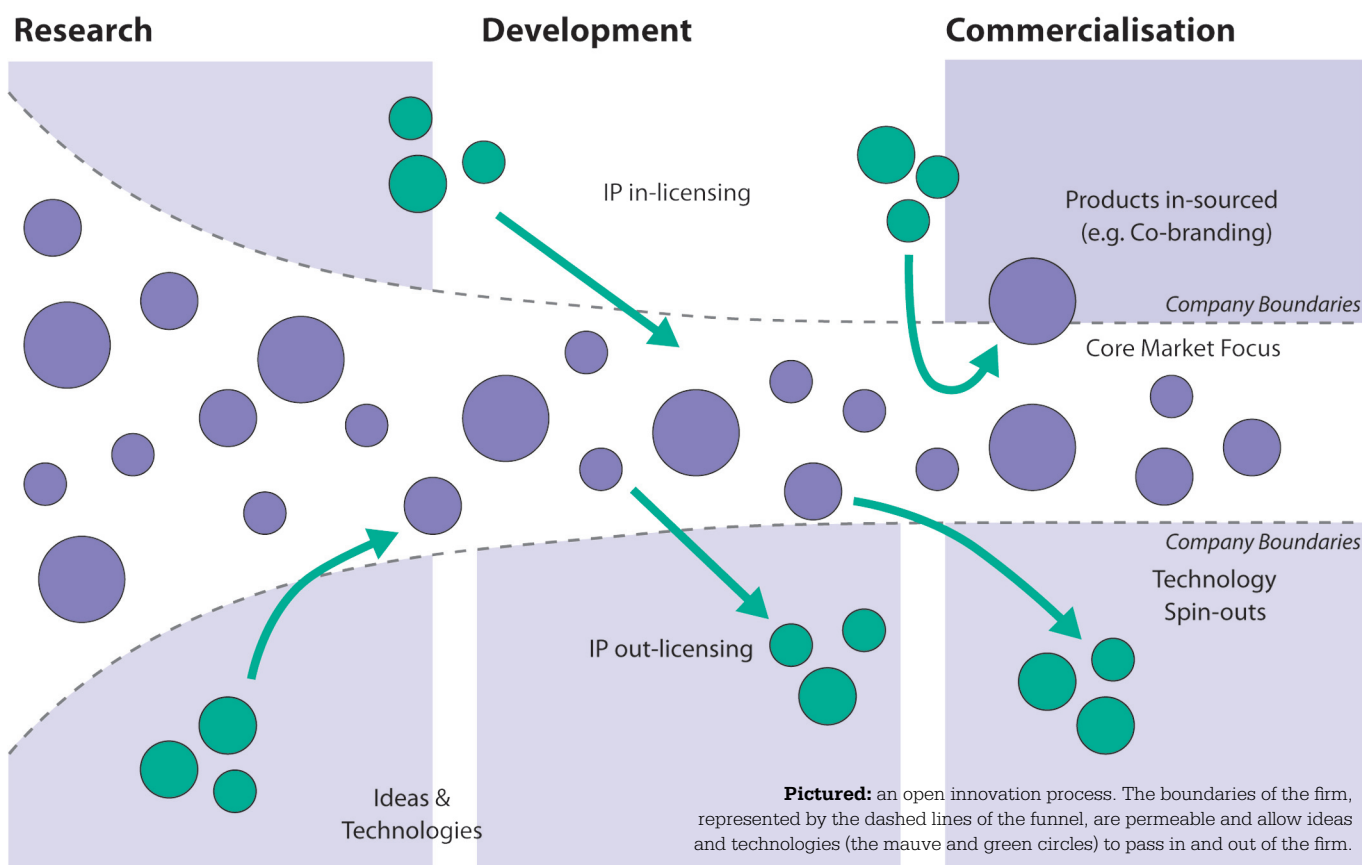 Research
Development
Commercialisation
IP in-licensing
Products in-sourced
(e.g. Co-branding)
Company Boundaries
Core Market Focus
Company Boundaries
Technology
Spin-outs
IP out-licensing
Ideas &
Technologies
Pictured: an open innovation process. The boundaries of the firm,
represented by the dashed lines of the funnel, are permeable and allow ideas
and technologies (the mauve and green circles) to pass in and out of the firm.